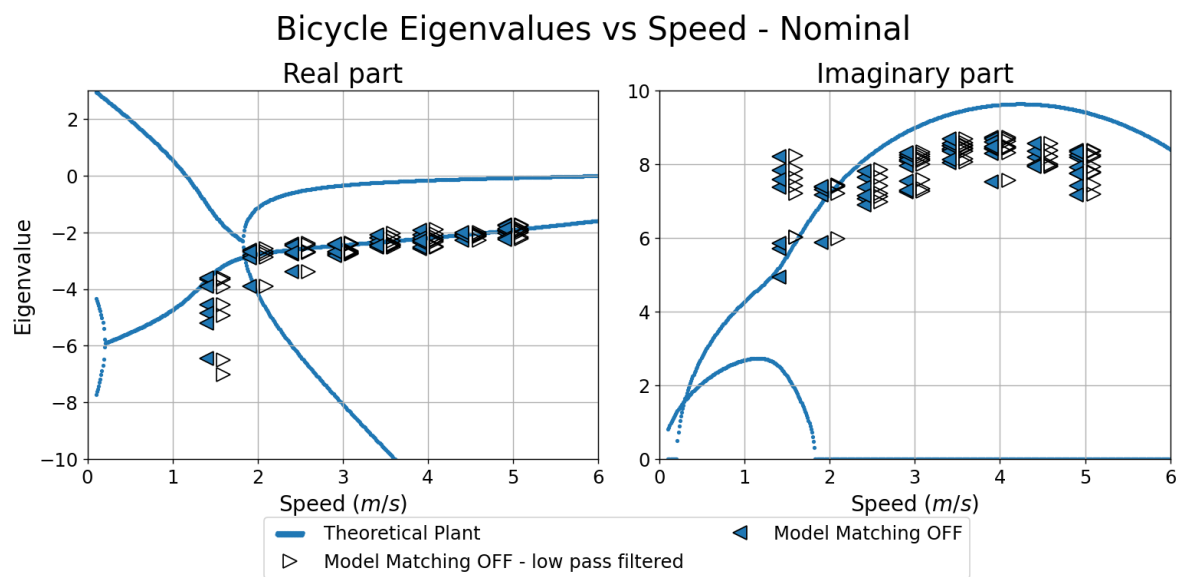 Bicycle Eigenvalues vs Speed - Nominal
Real part
Imaginary part
Eigenvalue
2
0
−2
−4
−6
−8
−10
0 1 2 3 4 5 6
Speed (m/s)
10
8
6
4
2
0
0 1 2 3 4 5 6
Speed (m/s)
Theoretical Plant
Model Matching OFF
Model Matching OFF - low pass filtered